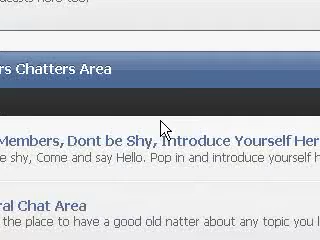 rs Chatters Area
Members, Dont be Shy, Introduce Yourself Her
e shy, Come and say Hello. Pop in and introduce yourself h
ral Chat Area
the place to have a good old natter about any topic you l